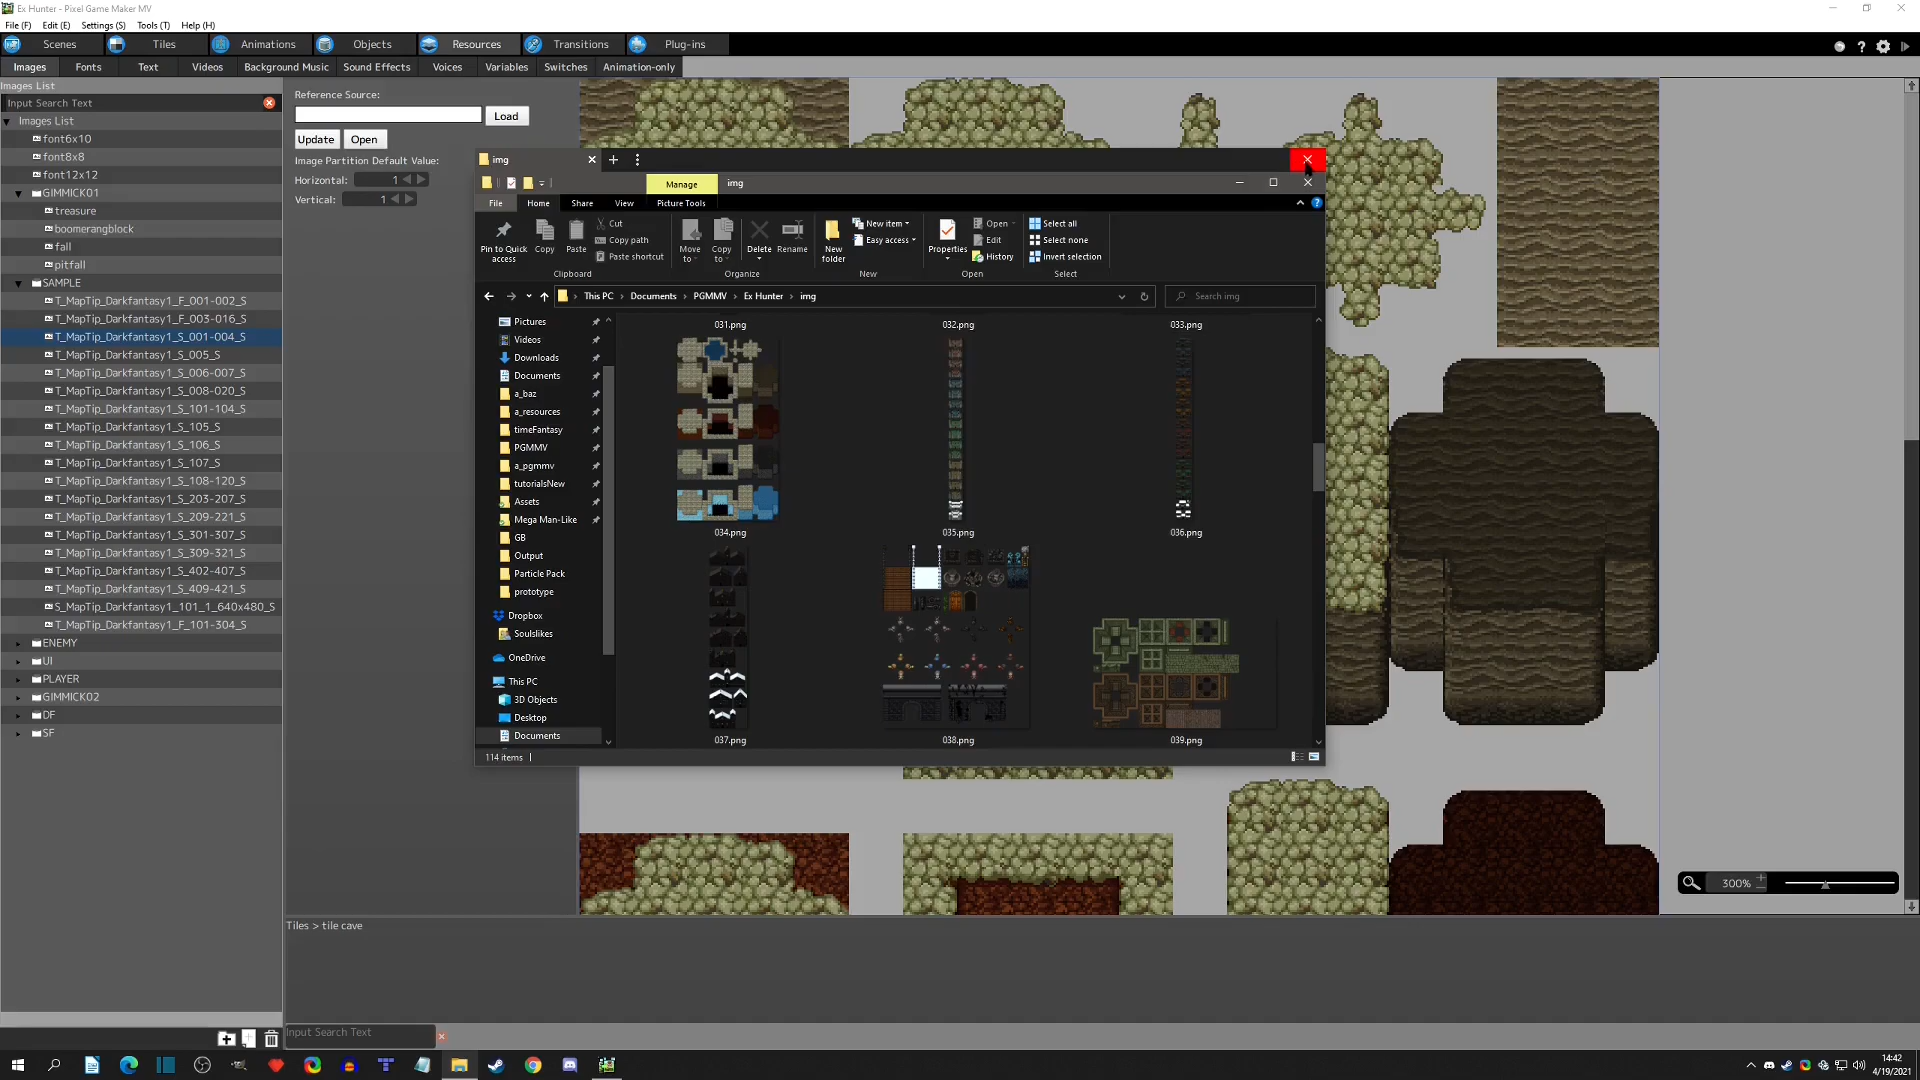 Ex Hunter - Pixel Game Maker MV
File (F) Edit (E) Settings (S) Tools (T) Help (H)
Scenes Tiles Animations Objects Resources Transitions Plug-ins
Images Fonts Text Videos Background Music Sound Effects Voices Variables Switches Animation-only
Images List
Input Search Text
Images List
font6x10
font8x8
font12x12
GIMMICK01
treasure
boomerangblock
fall
pitfall
SAMPLE
T_MapTip_Darkfantasy1_F_001-002_S
T_MapTip_Darkfantasy1_F_003-016_S
T_MapTip_Darkfantasy1_S_001-004_S
T_MapTip_Darkfantasy1_S_005_S
T_MapTip_Darkfantasy1_S_006-007_S
T_MapTip_Darkfantasy1_S_008-020_S
T_MapTip_Darkfantasy1_S_101-104_S
T_MapTip_Darkfantasy1_S_105_S
T_MapTip_Darkfantasy1_S_106_S
T_MapTip_Darkfantasy1_S_107_S
T_MapTip_Darkfantasy1_S_108-120_S
T_MapTip_Darkfantasy1_S_203-207_S
T_MapTip_Darkfantasy1_S_209-221_S
T_MapTip_Darkfantasy1_S_301-307_S
T_MapTip_Darkfantasy1_S_309-321_S
T_MapTip_Darkfantasy1_S_402-407_S
T_MapTip_Darkfantasy1_S_409-421_S
S_MapTip_Darkfantasy1_101_1_640x480_S
T_MapTip_Darkfantasy1_F_101-304_S
ENEMY
UI
PLAYER
GIMMICK02
DF
SF
Reference Source:
Load
Update Open
Image Partition Default Value:
Horizontal: 1
Vertical: 1
img
Manage img
File Home Share View Picture Tools
Pin to Quick access
Copy
Paste
Cut
Copy path
Paste shortcut
Clipboard
Move to
Copy to
Delete
Rename
Organize
New folder
New item
Easy access
New
Properties
Open
Edit
History
Open
Select all
Select none
Invert selection
Select
This PC Documents PGMMV Ex Hunter img
Search img
Pictures
Videos
Downloads
Documents
a_baz
a_resources
timeFantasy
PGMMV
a_pgmmv
tutorialsNew
Assets
Mega Man-Like
GB
Output
Particle Pack
prototype
Dropbox
Soulslikes
OneDrive
This PC
3D Objects
Desktop
Documents
031.png 032.png 033.png
034.png 035.png 036.png
037.png 038.png 039.png
114 items
300%
Tiles > tile cave
Input Search Text
14:42
4/19/2021